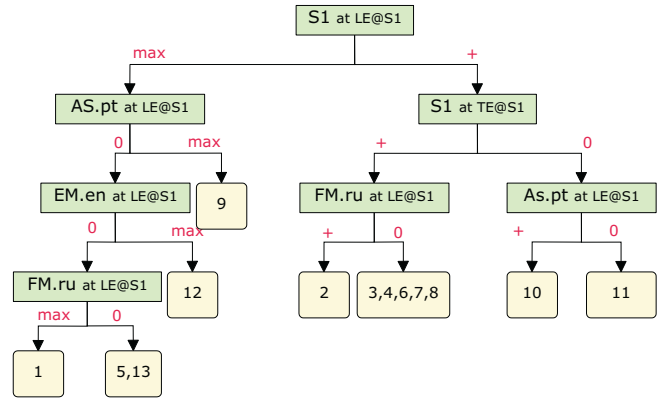 S1 at LE@S1
max
+
AS.pt at LE@S1
S1 at TE@S1
0
max
+
0
EM.en at LE@S1
9
FM.ru at LE@S1
As.pt at LE@S1
0
max
+
0
+
0
FM.ru at LE@S1
12
2
3,4,6,7,8
10
11
max
0
1
5,13